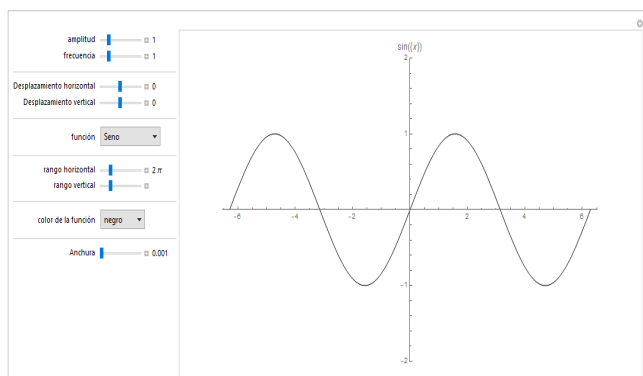 amplitud 1
frecuencia 1
Desplazamiento horizontal 0
Desplazamiento vertical 0
función Seno
rango horizontal 2 π
rango vertical
color de la función negro
Anchura 0.001
sin((x))
2
1
-6 -4 -2 0 2 4 6
-1
-2